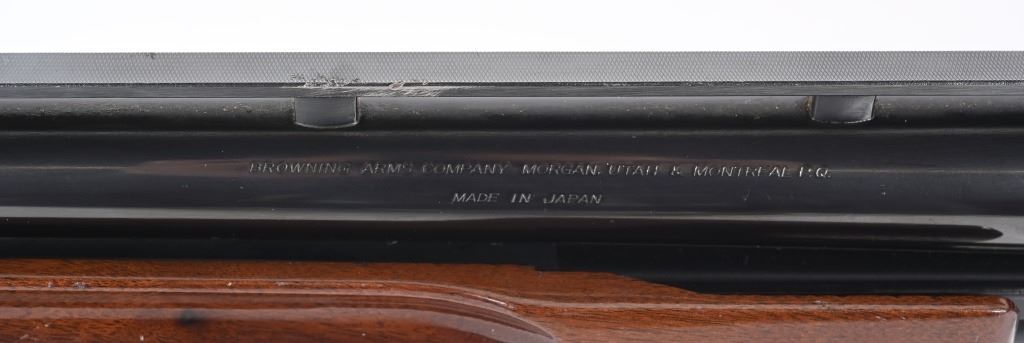 BROWNING ARMS COMPANY MORGAN, UTAH & MONTREAL P.Q.
MADE IN JAPAN